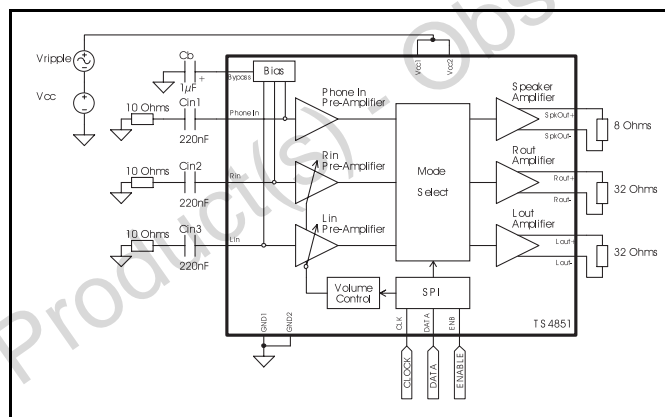 Vripple
Vcc
Cb
1µF
+
Bypass
Bias
Vcc1
Vcc2
10 Ohms
Cin1
220nF
Phone In
Phone In
Pre-Amplifier
Speaker
Amplifier
SpkOut+
SpkOut-
8 Ohms
10 Ohms
Cin2
220nF
Rin
Rin
Pre-Amplifier
Mode
Select
Rout
Amplifier
Rout+
Rout-
32 Ohms
10 Ohms
Cin3
220nF
Lin
Lin
Pre-Amplifier
Lout
Amplifier
Lout+
Lout-
32 Ohms
Volume
Control
SPI
GND1
GND2
CLK
DATA
ENB
TS4851
CLOCK
DATA
ENABLE
Product(s) - Obs
Obs